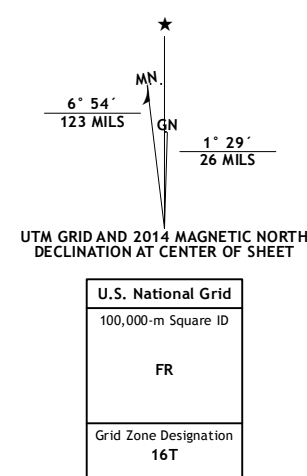 ★
MN.
GN
6° 54´
123 MILS
1° 29´
26 MILS
UTM GRID AND 2014 MAGNETIC NORTH
DECLINATION AT CENTER OF SHEET
U.S. National Grid
100,000-m Square ID
FR
Grid Zone Designation
16T